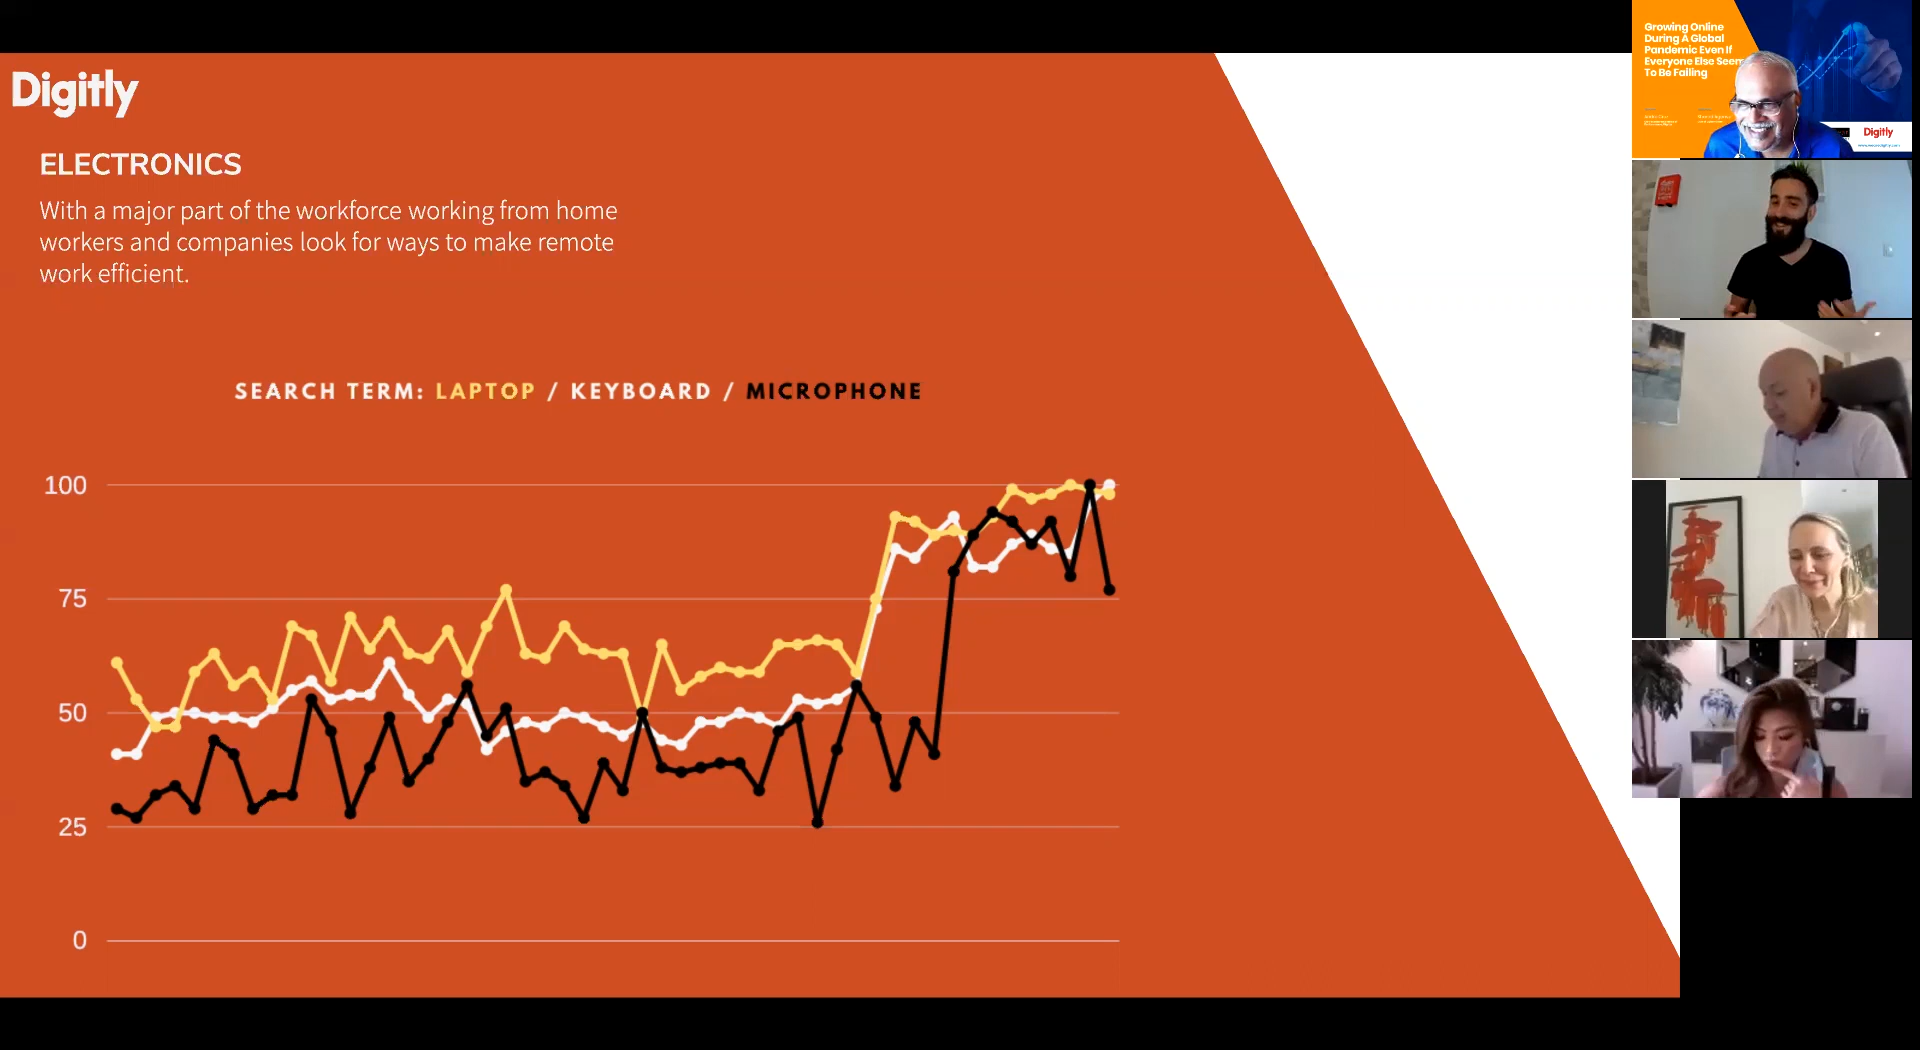 Digitly
ELECTRONICS
With a major part of the workforce working from home
workers and companies look for ways to make remote
work efficient.
SEARCH TERM: LAPTOP / KEYBOARD / MICROPHONE
100
75
50
25
0
Growing Online
During A Global
Pandemic Even If
Everyone Else Seem
To Be Failing
Digitly